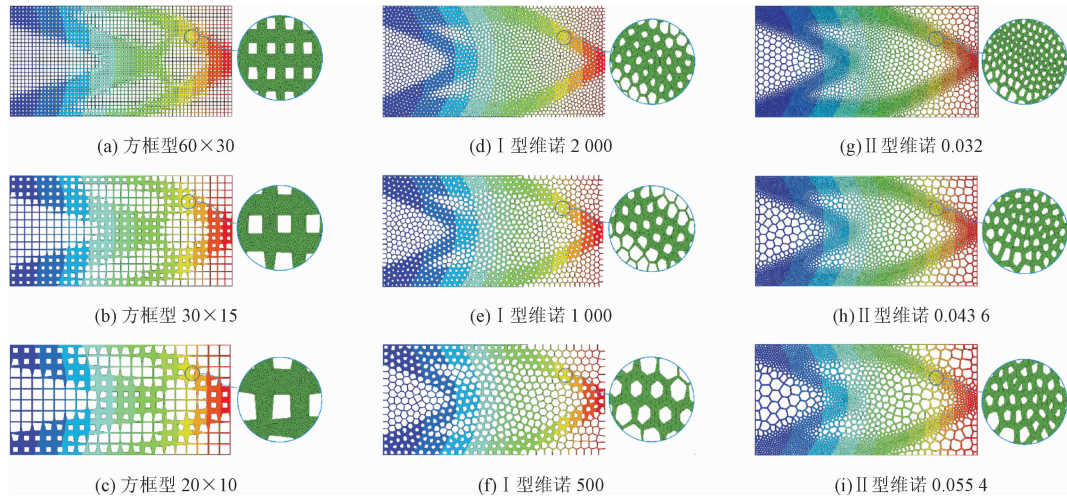 (a) 方框型60×30
(d) Ⅰ型维诺 2 000
(g) Ⅱ型维诺 0.032
(b) 方框型 30×15
(e) Ⅰ型维诺 1 000
(h) Ⅱ型维诺 0.043 6
(c) 方框型 20×10
(f) Ⅰ型维诺 500
(i) Ⅱ型维诺 0.055 4